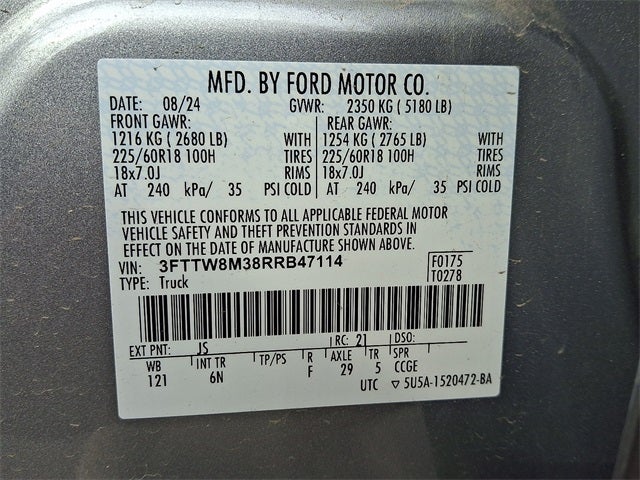 MFD. BY FORD MOTOR CO.
DATE: 08/24 GVWR: 2350 KG ( 5180 LB)
FRONT GAWR: REAR GAWR:
1216 KG ( 2680 LB) WITH 1254 KG ( 2765 LB) WITH
225/60R18 100H TIRES 225/60R18 100H TIRES
18x7.0J RIMS 18x7.0J RIMS
AT 240 kPa/ 35 PSI COLD AT 240 kPa/ 35 PSI COLD
THIS VEHICLE CONFORMS TO ALL APPLICABLE FEDERAL MOTOR
VEHICLE SAFETY AND THEFT PREVENTION STANDARDS IN
EFFECT ON THE DATE OF MANUFACTURE SHOWN ABOVE.
VIN: 3FTTW8M38RRB47114 F0175
TYPE: Truck T0278
EXT PNT: JS RC: 21 DSO:
WB INT TR TP/PS R AXLE TR SPR
121 6N F 29 5 CCGE
UTC ▽ 5U5A-1520472-BA